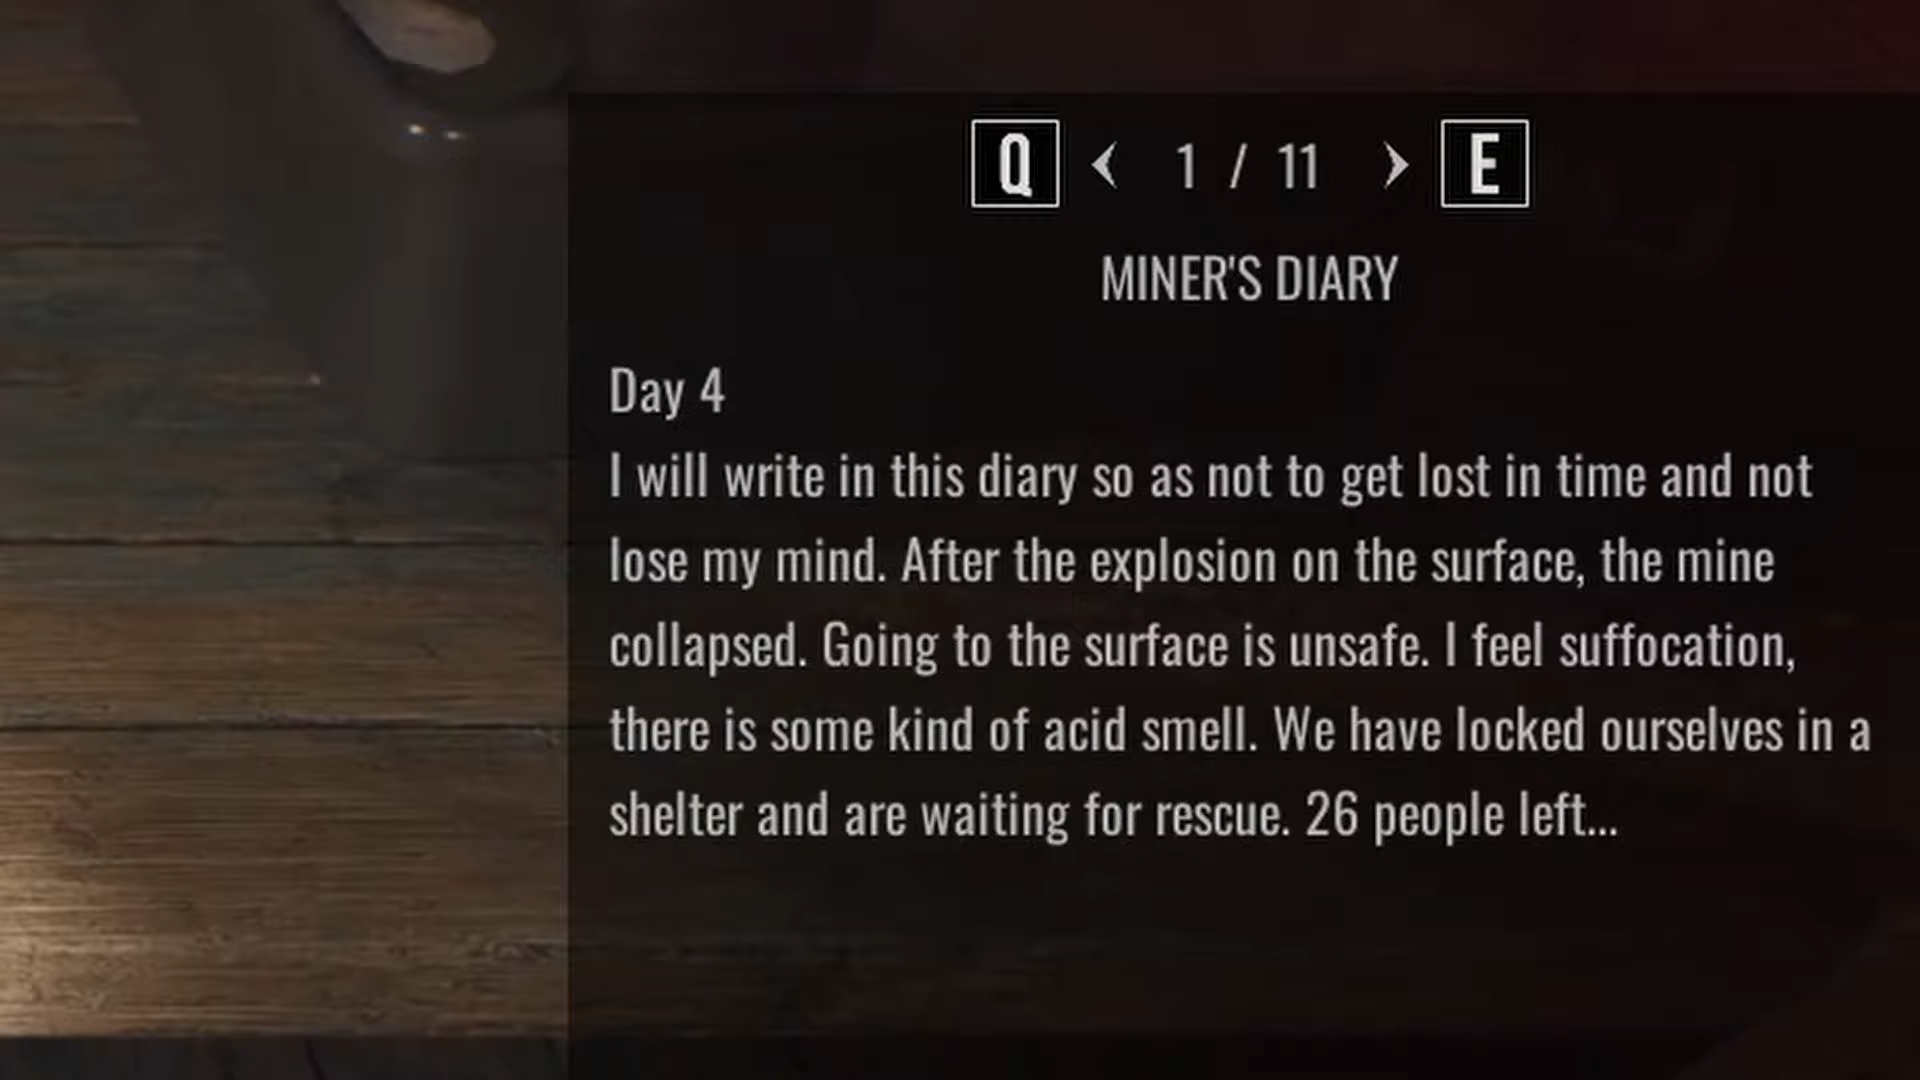 Q < 1 / 11 > E
MINER'S DIARY
Day 4
I will write in this diary so as not to get lost in time and not
lose my mind. After the explosion on the surface, the mine
collapsed. Going to the surface is unsafe. I feel suffocation,
there is some kind of acid smell. We have locked ourselves in a
shelter and are waiting for rescue. 26 people left...